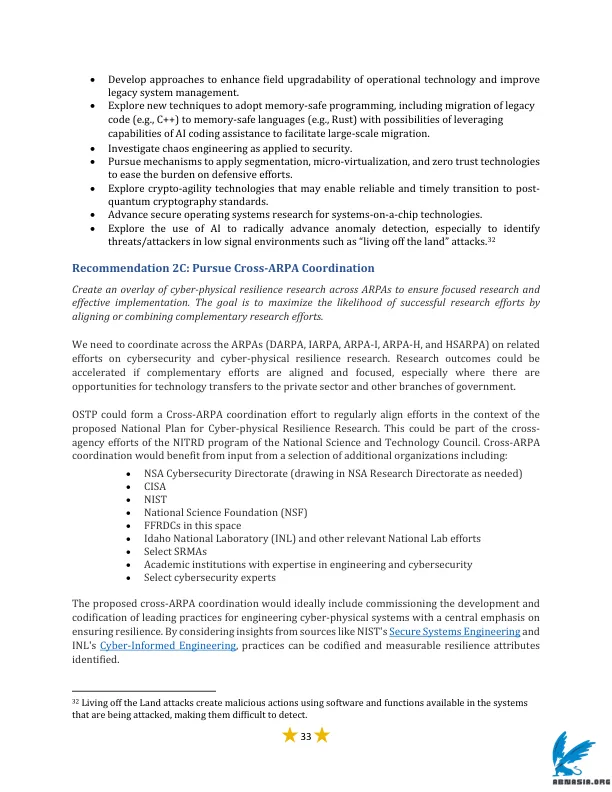 • Develop approaches to enhance field upgradability of operational technology and improve
legacy system management.
• Explore new techniques to adopt memory-safe programming, including migration of legacy
code (e.g., C++) to memory-safe languages (e.g., Rust) with possibilities of leveraging
capabilities of AI coding assistance to facilitate large-scale migration.
• Investigate chaos engineering as applied to security.
• Pursue mechanisms to apply segmentation, micro-virtualization, and zero trust technologies
to ease the burden on defensive efforts.
• Explore crypto-agility technologies that may enable reliable and timely transition to post-
quantum cryptography standards.
• Advance secure operating systems research for systems-on-a-chip technologies.
• Explore the use of AI to radically advance anomaly detection, especially to identify
threats/attackers in low signal environments such as “living off the land” attacks.32
Recommendation 2C: Pursue Cross-ARPA Coordination
Create an overlay of cyber-physical resilience research across ARPAs to ensure focused research and
effective implementation. The goal is to maximize the likelihood of successful research efforts by
aligning or combining complementary research efforts.
We need to coordinate across the ARPAs (DARPA, IARPA, ARPA-I, ARPA-H, and HSARPA) on related
efforts on cybersecurity and cyber-physical resilience research. Research outcomes could be
accelerated if complementary efforts are aligned and focused, especially where there are
opportunities for technology transfers to the private sector and other branches of government.
OSTP could form a Cross-ARPA coordination effort to regularly align efforts in the context of the
proposed National Plan for Cyber-physical Resilience Research. This could be part of the cross-
agency efforts of the NITRD program of the National Science and Technology Council. Cross-ARPA
coordination would benefit from input from a selection of additional organizations including:
• NSA Cybersecurity Directorate (drawing in NSA Research Directorate as needed)
• CISA
• NIST
• National Science Foundation (NSF)
• FFRDCs in this space
• Idaho National Laboratory (INL) and other relevant National Lab efforts
• Select SRMAs
• Academic institutions with expertise in engineering and cybersecurity
• Select cybersecurity experts
The proposed cross-ARPA coordination would ideally include commissioning the development and
codification of leading practices for engineering cyber-physical systems with a central emphasis on
ensuring resilience. By considering insights from sources like NIST's Secure Systems Engineering and
INL's Cyber-Informed Engineering, practices can be codified and measurable resilience attributes
identified.
32 Living off the Land attacks create malicious actions using software and functions available in the systems
that are being attacked, making them difficult to detect.
33
ABNASIA.ORG